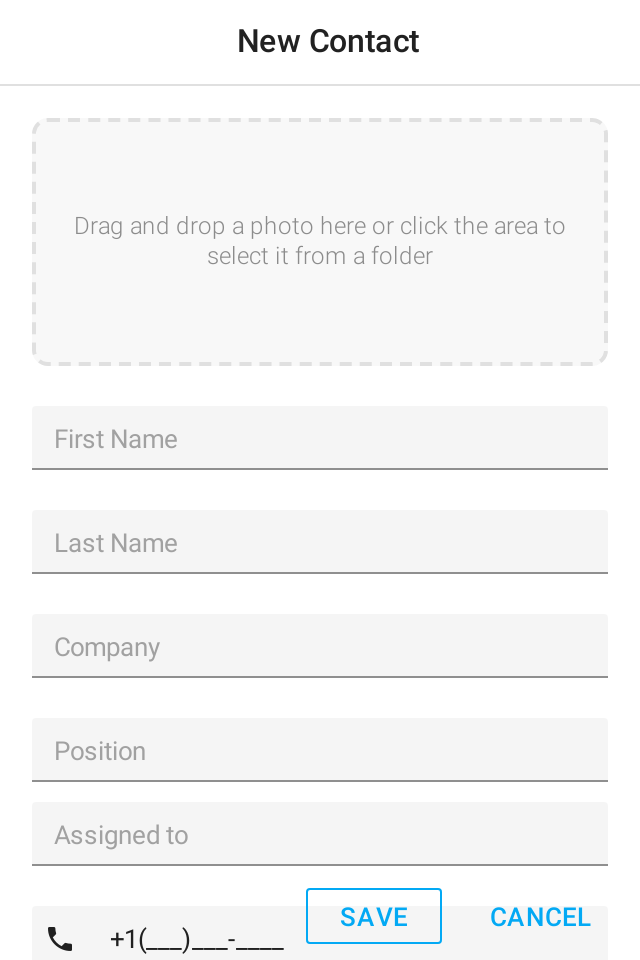 New Contact
Drag and drop a photo here or click the area to
select it from a folder
First Name
Last Name
Company
Position
Assigned to
SAVE
CANCEL
+1(___)___-____